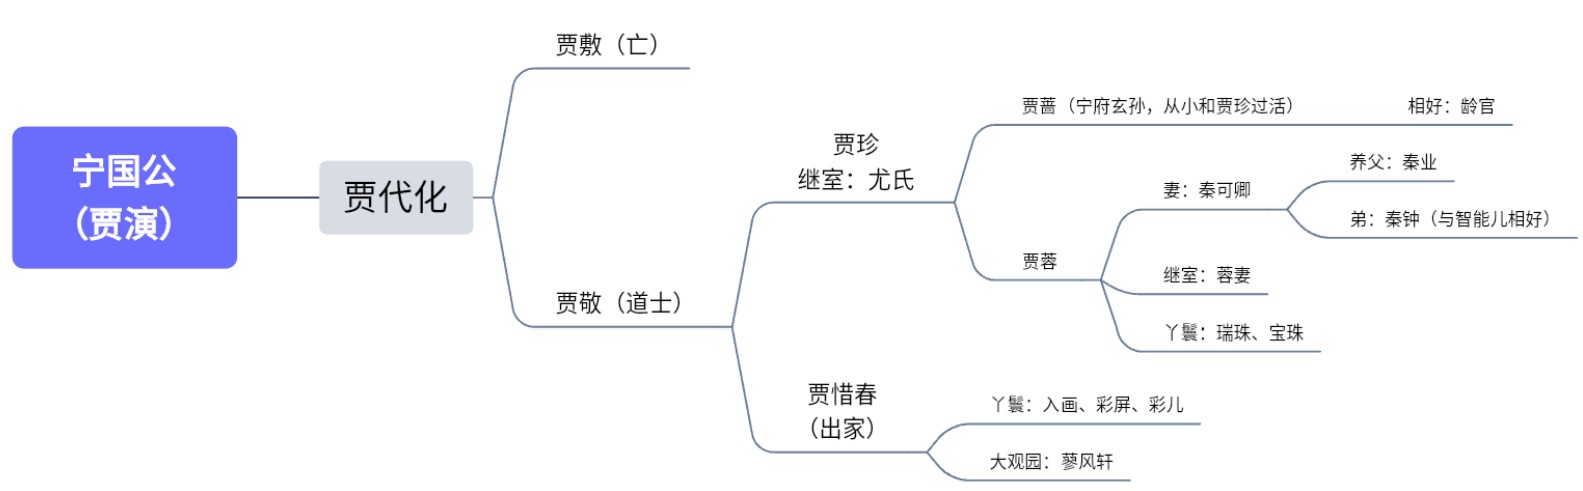 宁国公
（贾演）
贾代化
贾敷（亡）
贾敬（道士）
贾珍
继室：尤氏
贾蔷（宁府玄孙，从小和贾珍过活）
相好：龄官
贾蓉
妻：秦可卿
养父：秦业
弟：秦钟（与智能儿相好）
继室：蓉妻
丫鬟：瑞珠、宝珠
贾惜春
（出家）
丫鬟：入画、彩屏、彩儿
大观园：蓼风轩